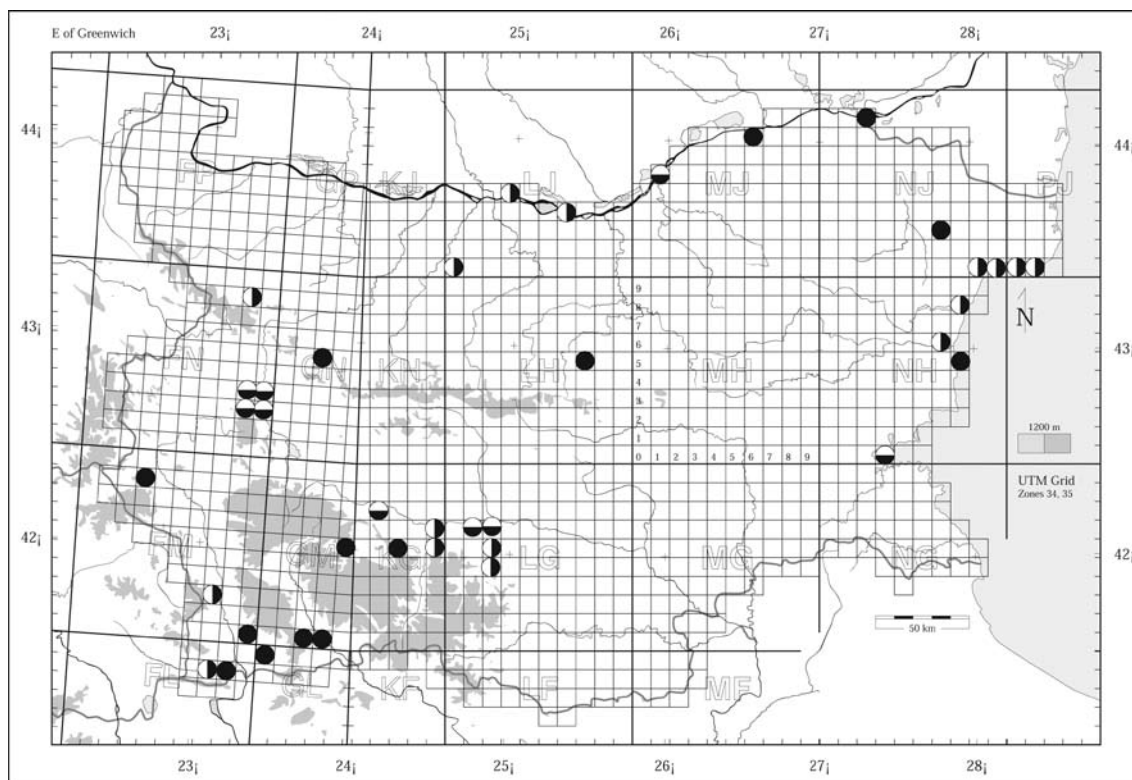 E of Greenwich
23¡ 24¡ 25¡ 26¡ 27¡ 28¡
44¡ 44¡
FP GP KJ LJ MJ NJ PJ
9
8
N
43¡ 7 43¡
6
FN GN KN LH 5 MH NH
4
3
2
1200 m
1
0 1 2 3 4 5 6 7 8 9
UTM Grid
Zones 34, 35
42¡ 42¡
FM GM KG LG MG NG
50 km
FL GL KF LF MF
23¡ 24¡ 25¡ 26¡ 27¡ 28¡